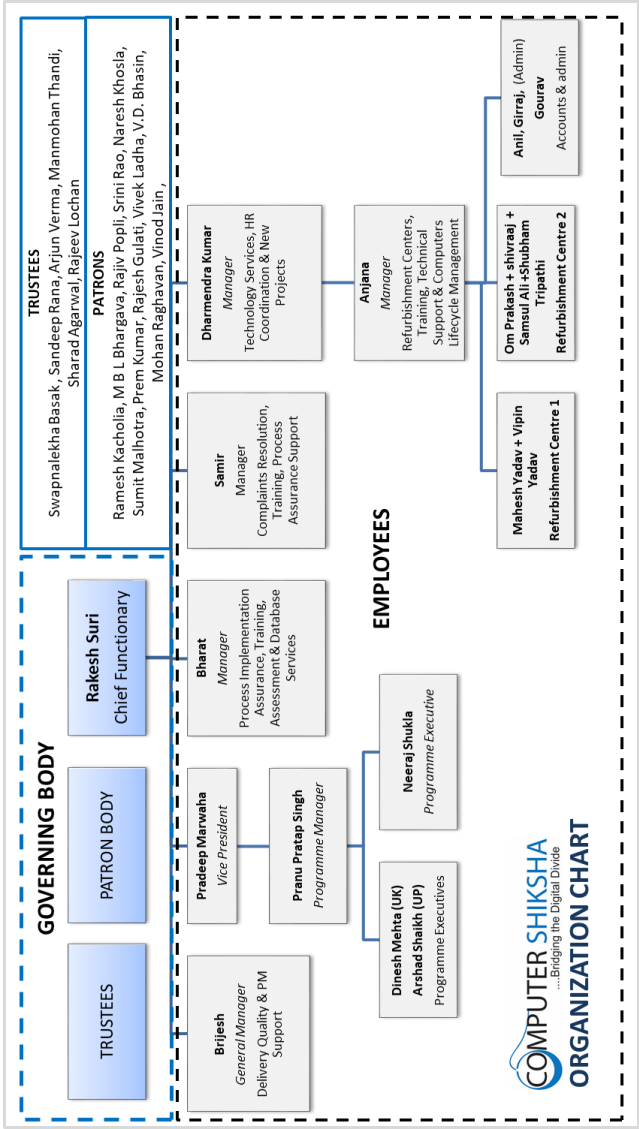 GOVERNING BODY
TRUSTEES
PATRON BODY
Rakesh Suri
Chief Functionary
TRUSTEES
Swapnalekha Basak, Sandeep Rana, Arjun Verma, Manmohan Thandi,
Sharad Agarwal, Rajeev Lochan
PATRONS
Ramesh Kacholia, M B L Bhargava, Rajiv Popli, Srini Rao, Naresh Khosla,
Sumit Malhotra, Prem Kumar, Rajesh Gulati, Vivek Ladha, V.D. Bhasin,
Mohan Raghavan, Vinod Jain ,
Brijesh
General Manager
Delivery Quality & PM
Support
Pradeep Marwaha
Vice President
Bharat
Manager
Process Implementation
Assurance, Training,
Assessment & Database
Services
Samir
Manager
Complaints Resolution,
Training, Process
Assurance Support
Dharmendra Kumar
Manager
Technology Services, HR
Coordination & New
Projects
Pranu Pratap Singh
Programme Manager
Anjana
Manager
Refurbishment Centers,
Training, Technical
Support & Computers
Lifecycle Management
EMPLOYEES
Dinesh Mehta (UK)
Arshad Shaikh (UP)
Programme Executives
Neeraj Shukla
Programme Executive
Mahesh Yadav + Vipin
Yadav
Refurbishment Centre 1
Om Prakash + shivraaj +
Samsul Ali +Shubham
Tripathi
Refurbishment Centre 2
Anil, Girraj, (Admin)
Gourav
Accounts & admin
COMPUTER SHIKSHA
....Bridging the Digital Divide
ORGANIZATION CHART